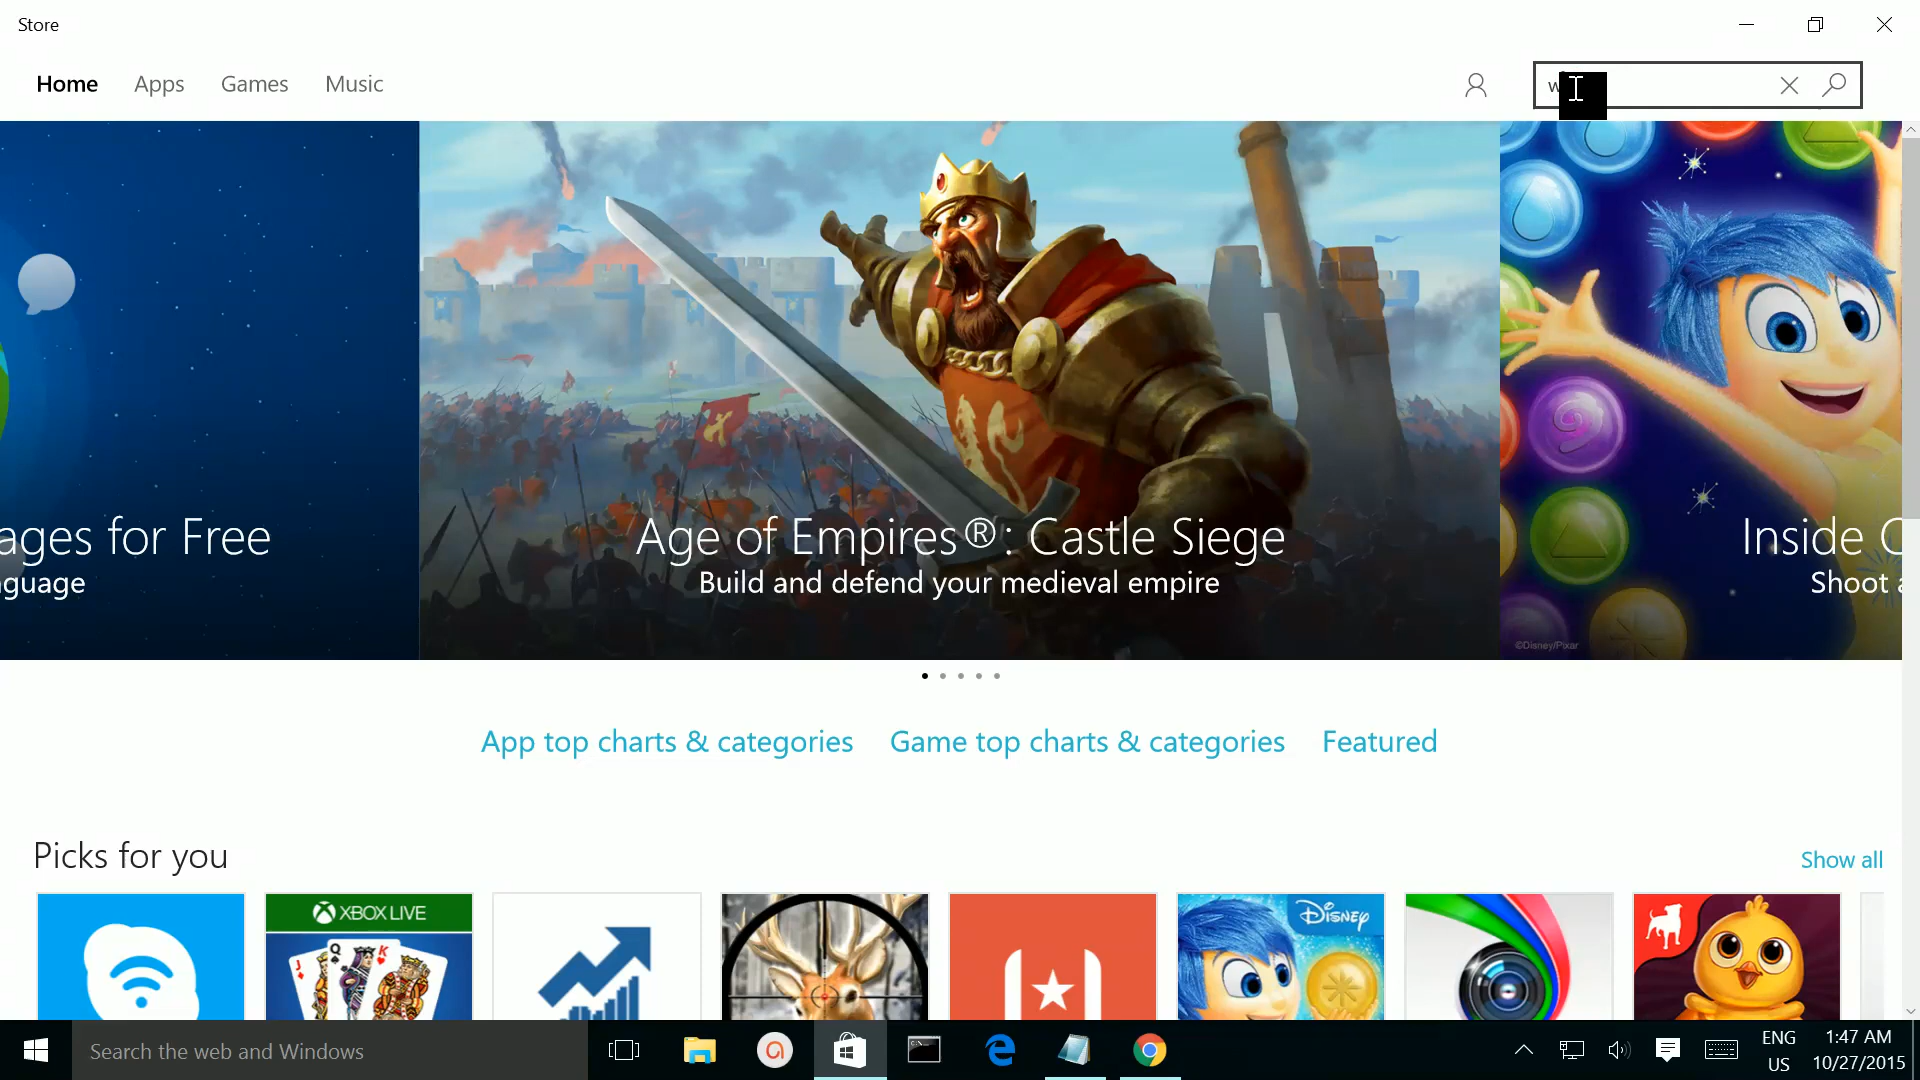 Store
Home Apps Games Music
w
ages for Free
nguage
Age of Empires®: Castle Siege
Build and defend your medieval empire
Inside
Shoot
©Disney/Pixar
App top charts & categories Game top charts & categories Featured
Picks for you
Show all
XBOX LIVE
J Q K
Disney
Search the web and Windows
ENG
US
1:47 AM
10/27/2015